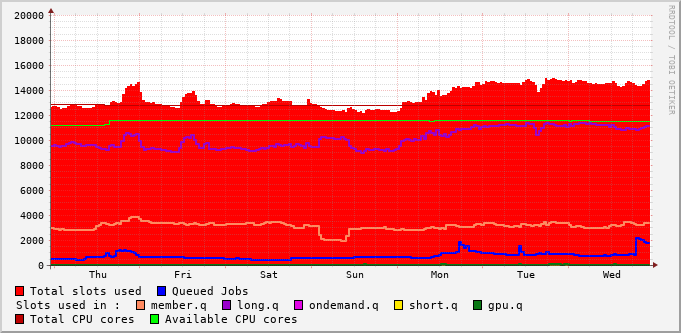 20000
18000
16000
14000
12000
10000
8000
6000
4000
2000
0
Thu Fri Sat Sun Mon Tue Wed
RRDTOOL / TOBI OETIKER
Total slots used Queued Jobs
Slots used in : member.q long.q ondemand.q short.q gpu.q
Total CPU cores Available CPU cores